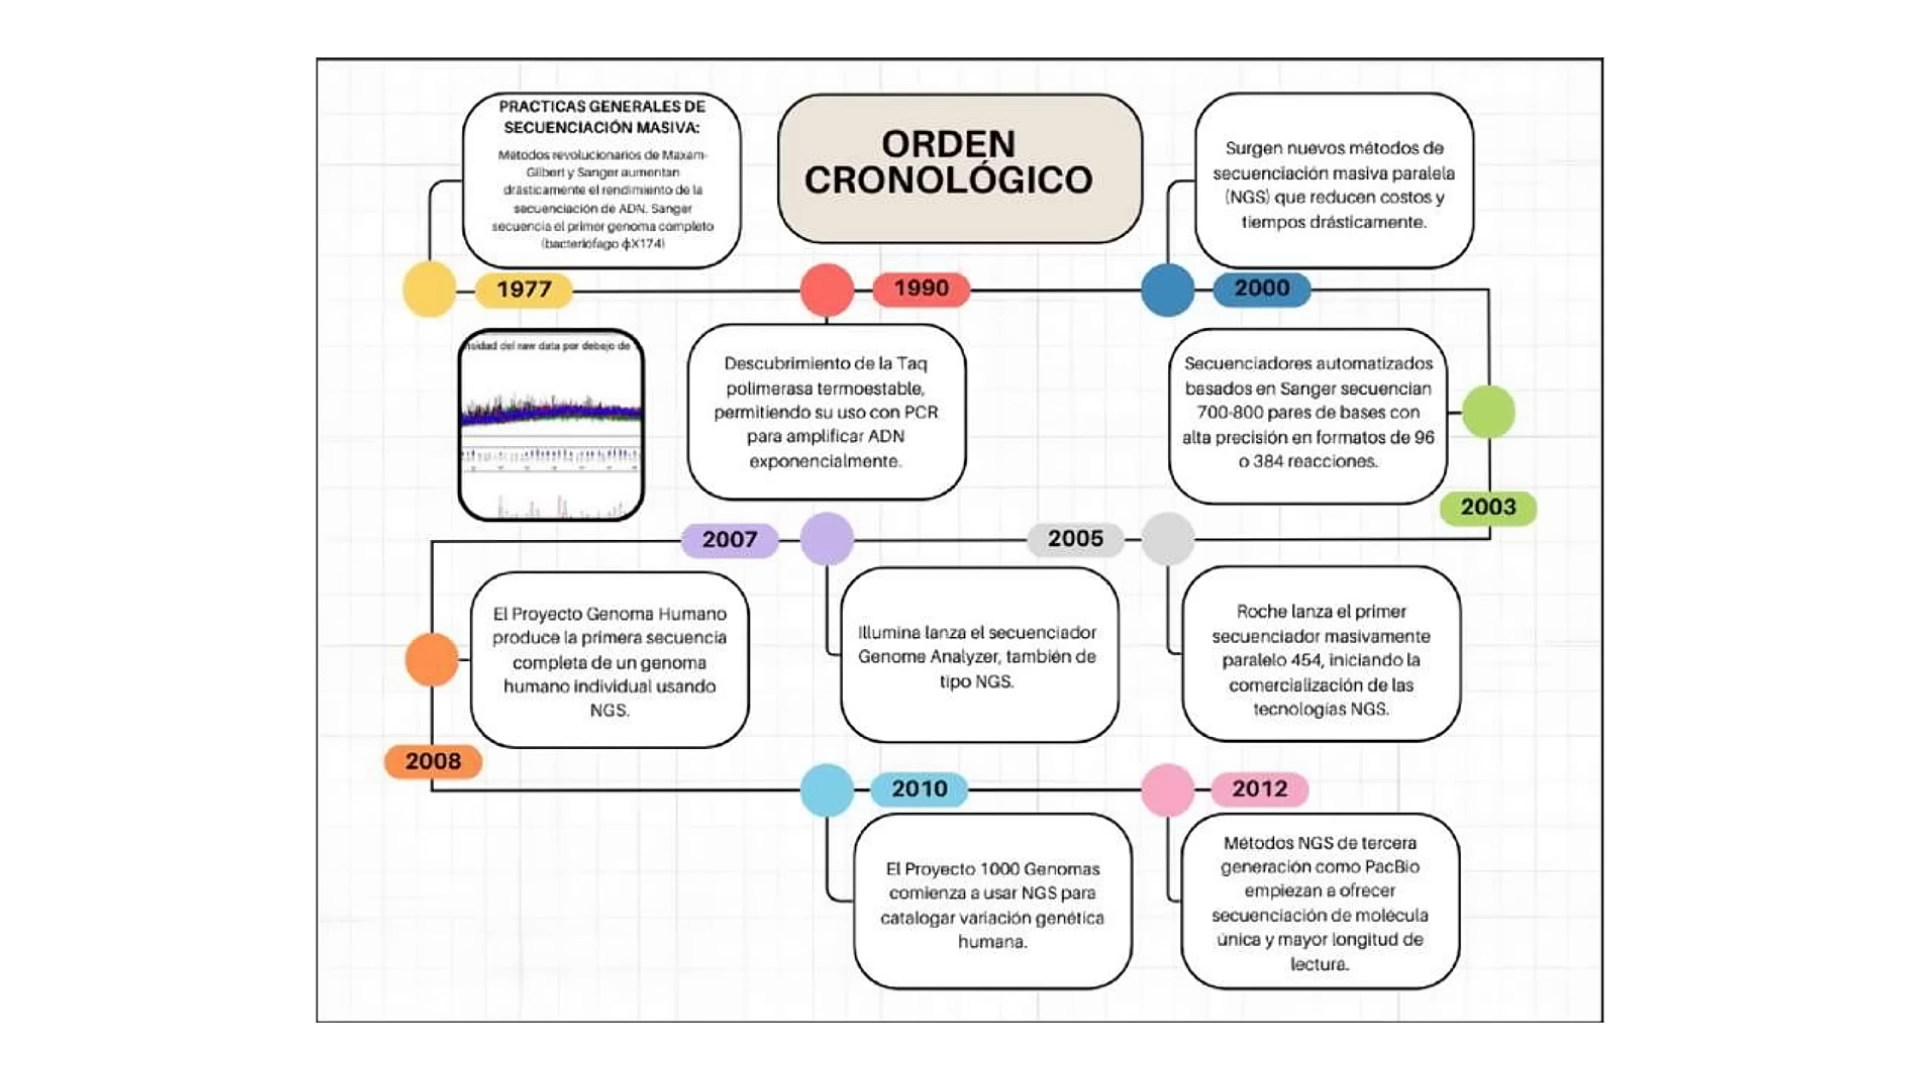 PRACTICAS GENERALES DE
SECUENCIACIÓN MASIVA:
Métodos revolucionarios de Maxam-
Gilbert y Sanger aumentan
drásticamente el rendimiento de la
secuenciación de ADN. Sanger
secuencia el primer genoma completo
(bacteriófago ϕX174)
ORDEN
CRONOLÓGICO
Surgen nuevos métodos de
secuenciación masiva paralela
(NGS) que reducen costos y
tiempos drásticamente.
1977
1990
2000
nsidad del raw data por debajo de
Descubrimiento de la Taq
polimerasa termoestable,
permitiendo su uso con PCR
para amplificar ADN
exponencialmente.
Secuenciadores automatizados
basados en Sanger secuencian
700-800 pares de bases con
alta precisión en formatos de 96
o 384 reacciones.
2003
2007
2005
El Proyecto Genoma Humano
produce la primera secuencia
completa de un genoma
humano individual usando
NGS.
Illumina lanza el secuenciador
Genome Analyzer, también de
tipo NGS.
Roche lanza el primer
secuenciador masivamente
paralelo 454, iniciando la
comercialización de las
tecnologías NGS.
2008
2010
2012
El Proyecto 1000 Genomas
comienza a usar NGS para
catalogar variación genética
humana.
Métodos NGS de tercera
generación como PacBio
empiezan a ofrecer
secuenciación de molécula
única y mayor longitud de
lectura.